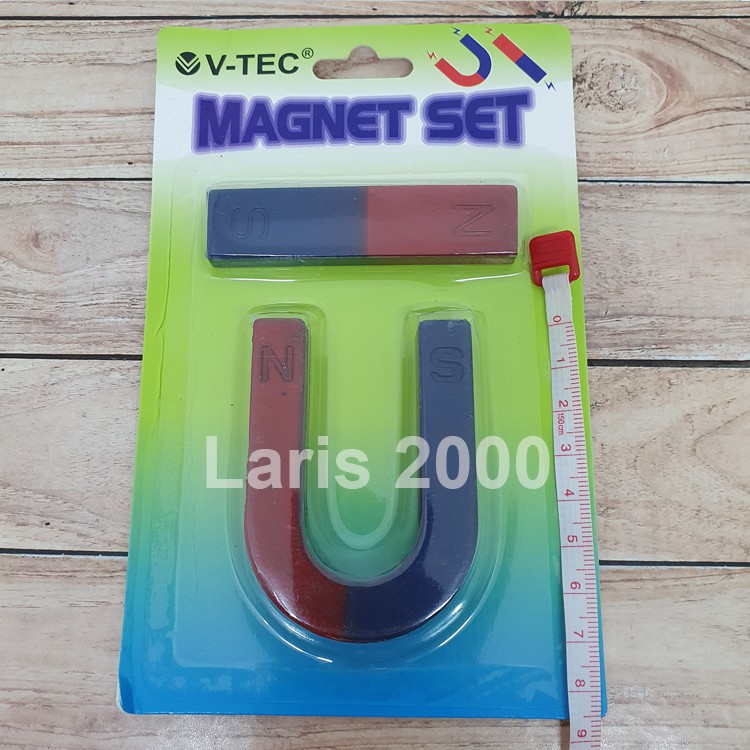 V-TEC®
MAGNET SET
S N
N S
Laris 2000
0
1
2
150cm
3
4
5
6
7
8
9